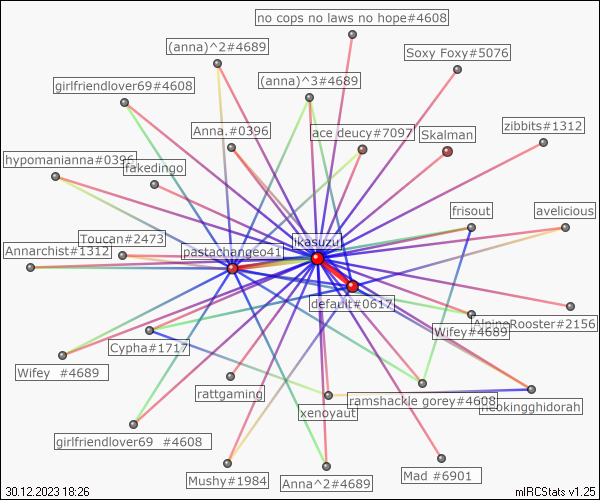 no cops no laws no hope#4608
(anna)^2#4689
Soxy Foxy#5076
girlfriendlover69#4608
(anna)^3#4689
Anna.#0396
ace deucy#7097
Skalman
zibbits#1312
hypomanianna#0396
fakedingo
frisout
avelicious
Toucan#2473
Annarchist#1312
pastachangeo41
ikasuzu
default#0617
AlpineRooster#2156
Wifey#4689
Cypha#1717
Wifey #4689
rattgaming
ramshackle gorey#4608
neokingghidorah
xenoyaut
girlfriendlover69 #4608
Mushy#1984
Anna^2#4689
Mad #6901
30.12.2023 18:26
mIRCStats v1.25